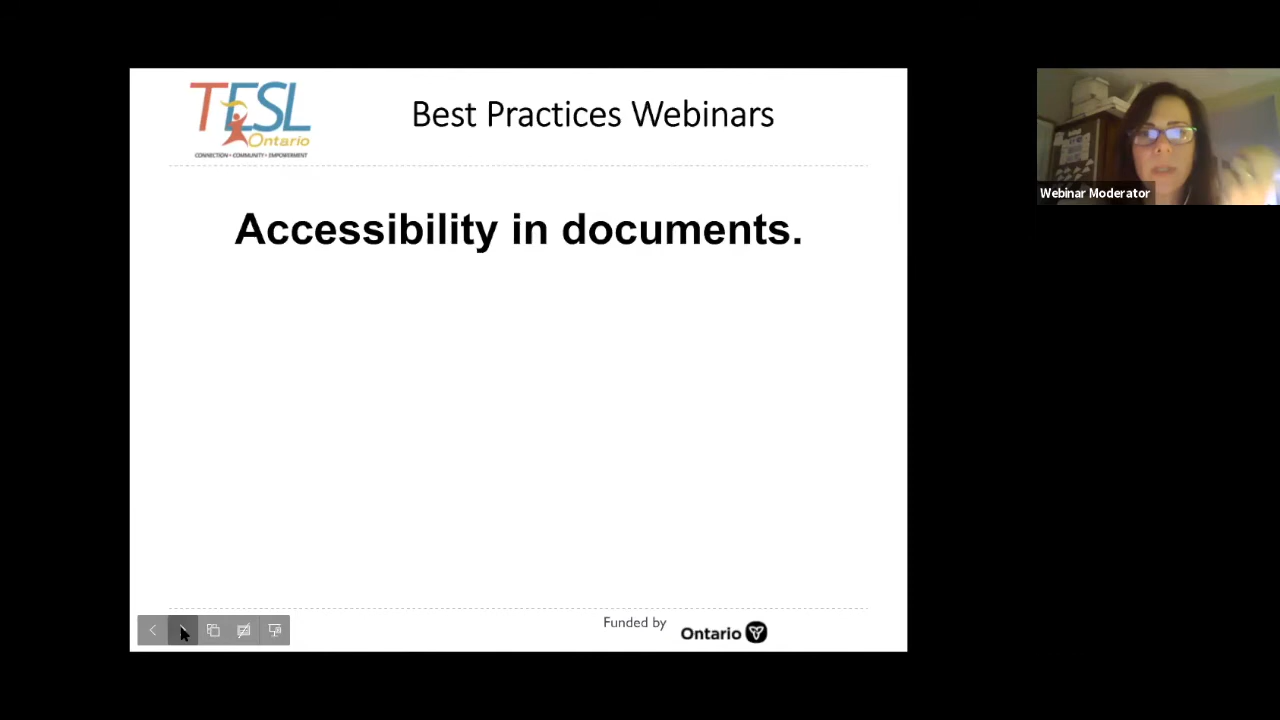 TESL
Ontario
CONNECTION • COMMUNITY • EMPOWERMENT
Best Practices Webinars
Accessibility in documents.
Webinar Moderator
Funded by
Ontario